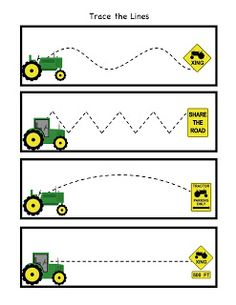 Trace the Lines
XING
SHARE
THE
ROAD
TRACTOR
PARKING
ONLY
XING
500 FT